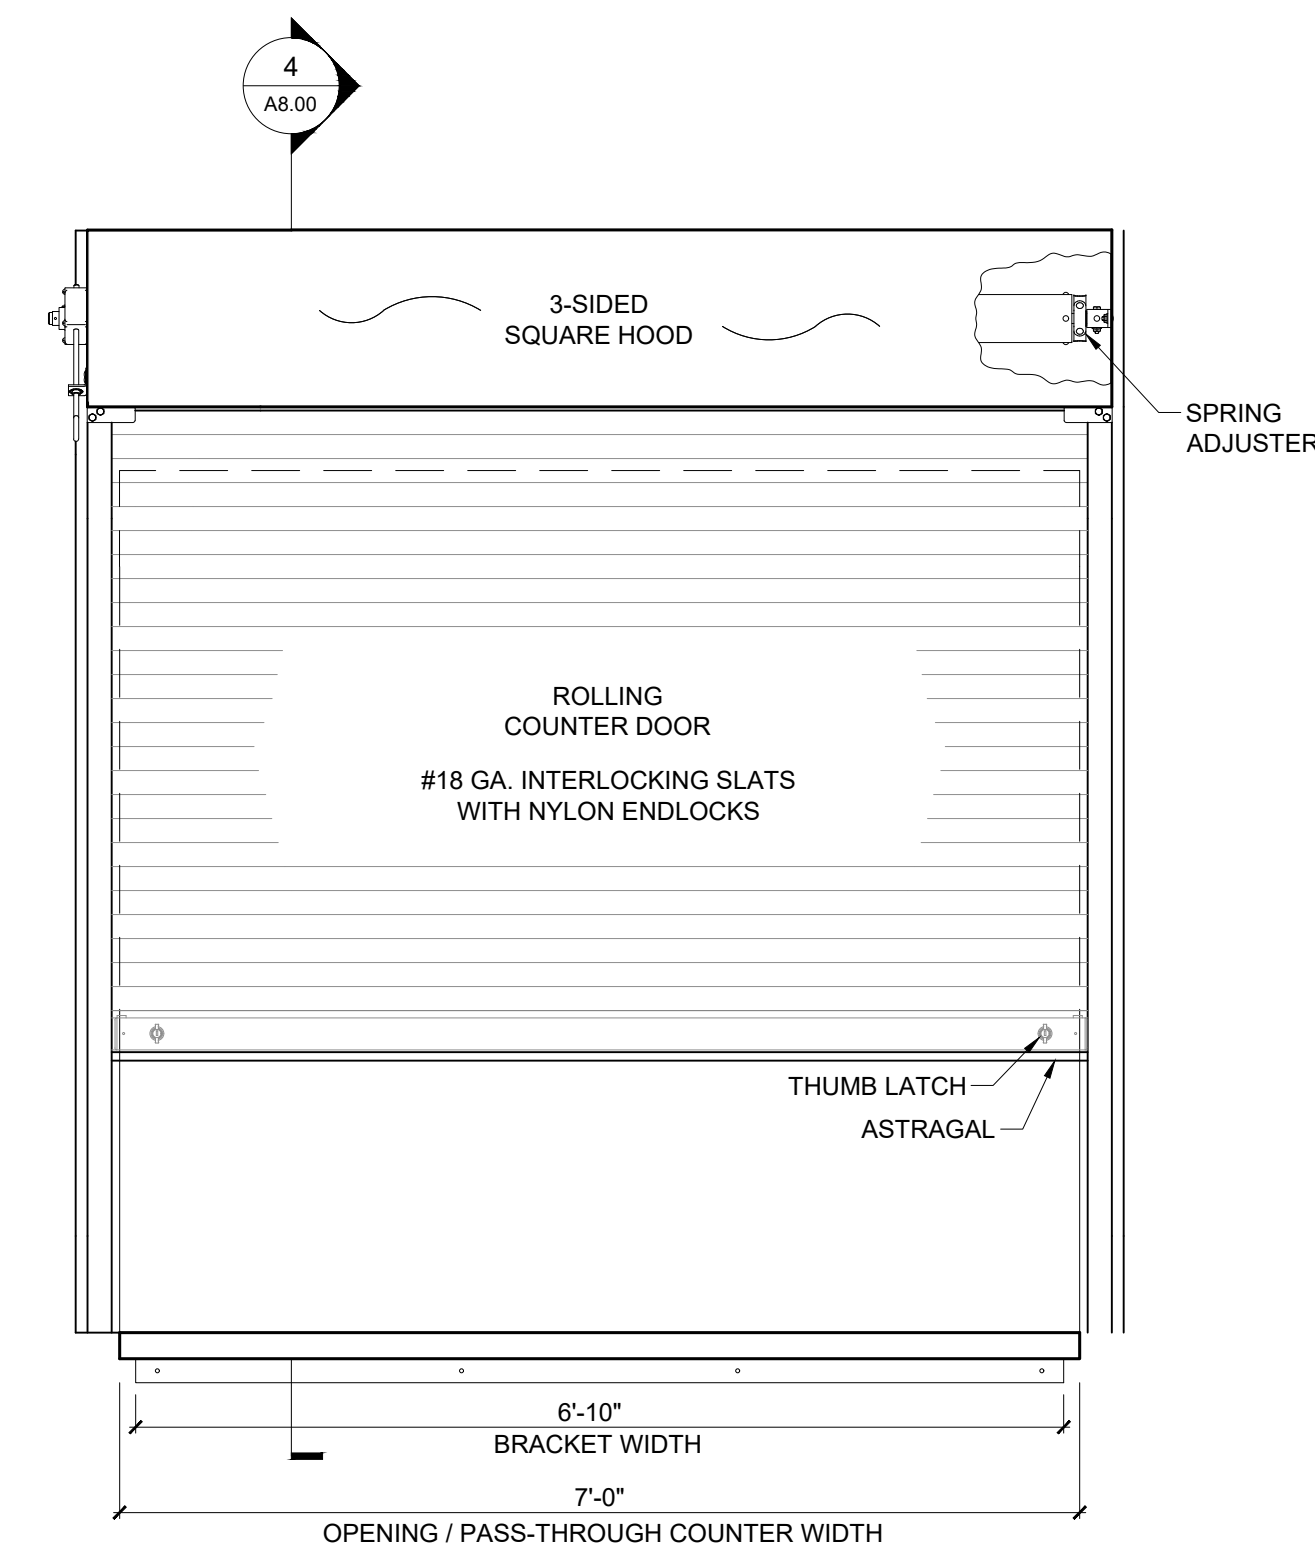 4
A8.00
3-SIDED
SQUARE HOOD
SPRING
ADJUSTER
ROLLING
COUNTER DOOR
#18 GA. INTERLOCKING SLATS
WITH NYLON ENDLOCKS
THUMB LATCH
ASTRAGAL
6'-10"
BRACKET WIDTH
7'-0"
OPENING / PASS-THROUGH COUNTER WIDTH